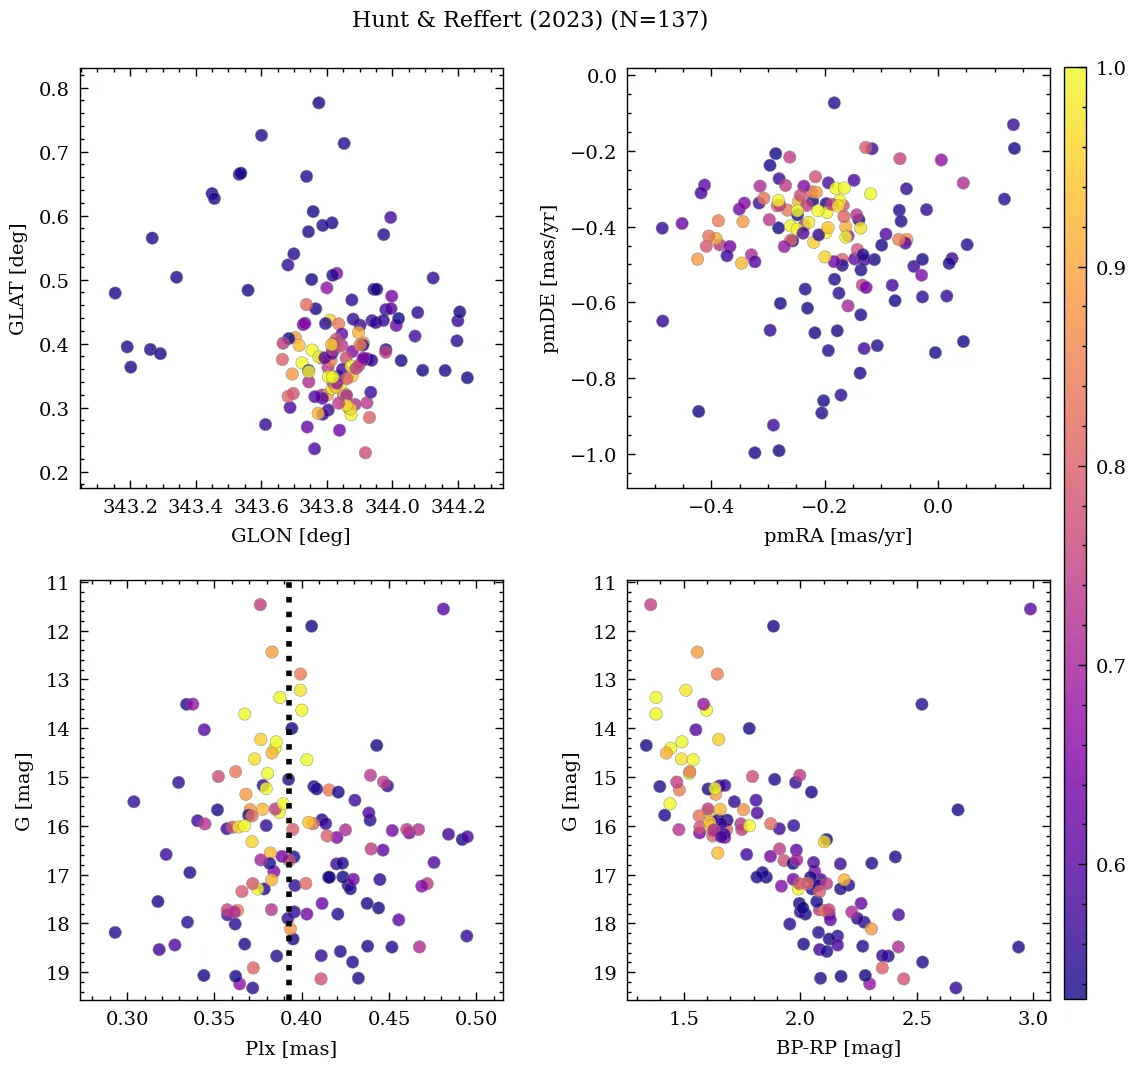 Hunt & Reffert (2023) (N=137)
0.8
0.7
0.6
0.5
0.4
0.3
0.2
GLAT [deg]
343.2 343.4 343.6 343.8 344.0 344.2
GLON [deg]
0.0
−0.2
−0.4
−0.6
−0.8
−1.0
pmDE [mas/yr]
−0.4 −0.2 0.0
pmRA [mas/yr]
1.0
0.9
0.8
0.7
0.6
11
12
13
14
15
16
17
18
19
G [mag]
0.30 0.35 0.40 0.45 0.50
Plx [mas]
11
12
13
14
15
16
17
18
19
G [mag]
1.5 2.0 2.5 3.0
BP-RP [mag]